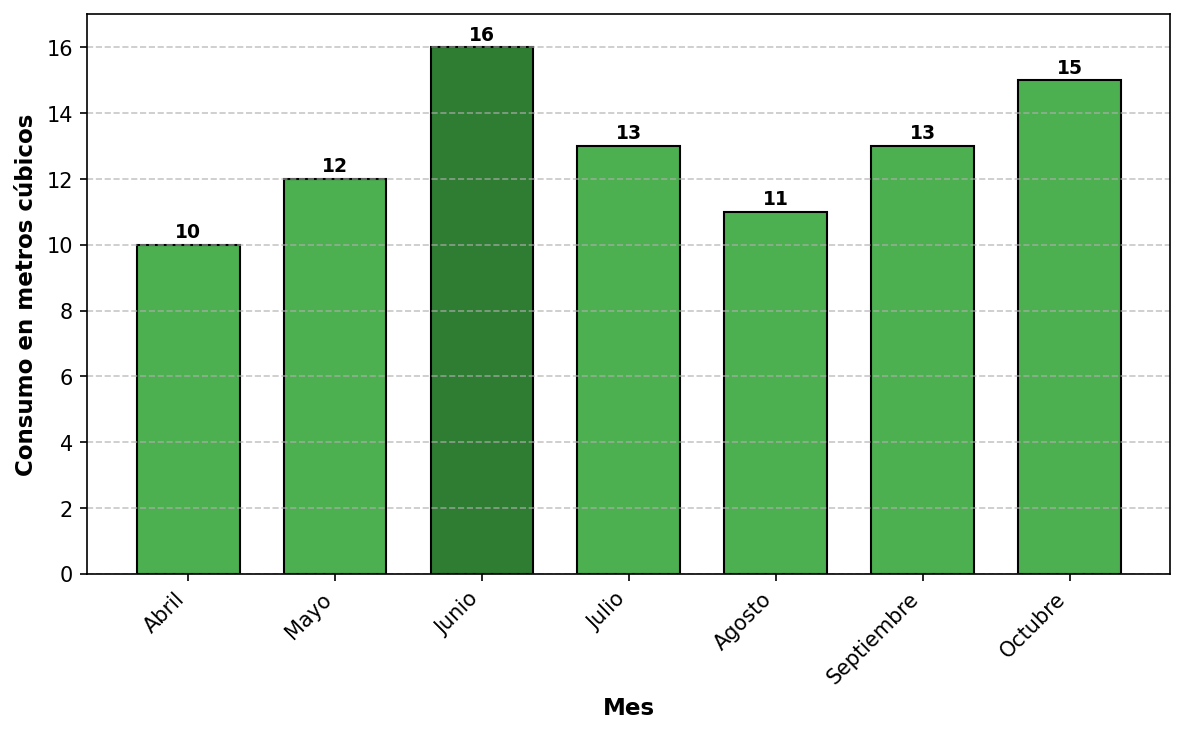 Consumo en metros cúbicos
16
14
12
10
8
6
4
2
0
10
12
16
13
11
13
15
Abril
Mayo
Junio
Julio
Agosto
Septiembre
Octubre
Mes